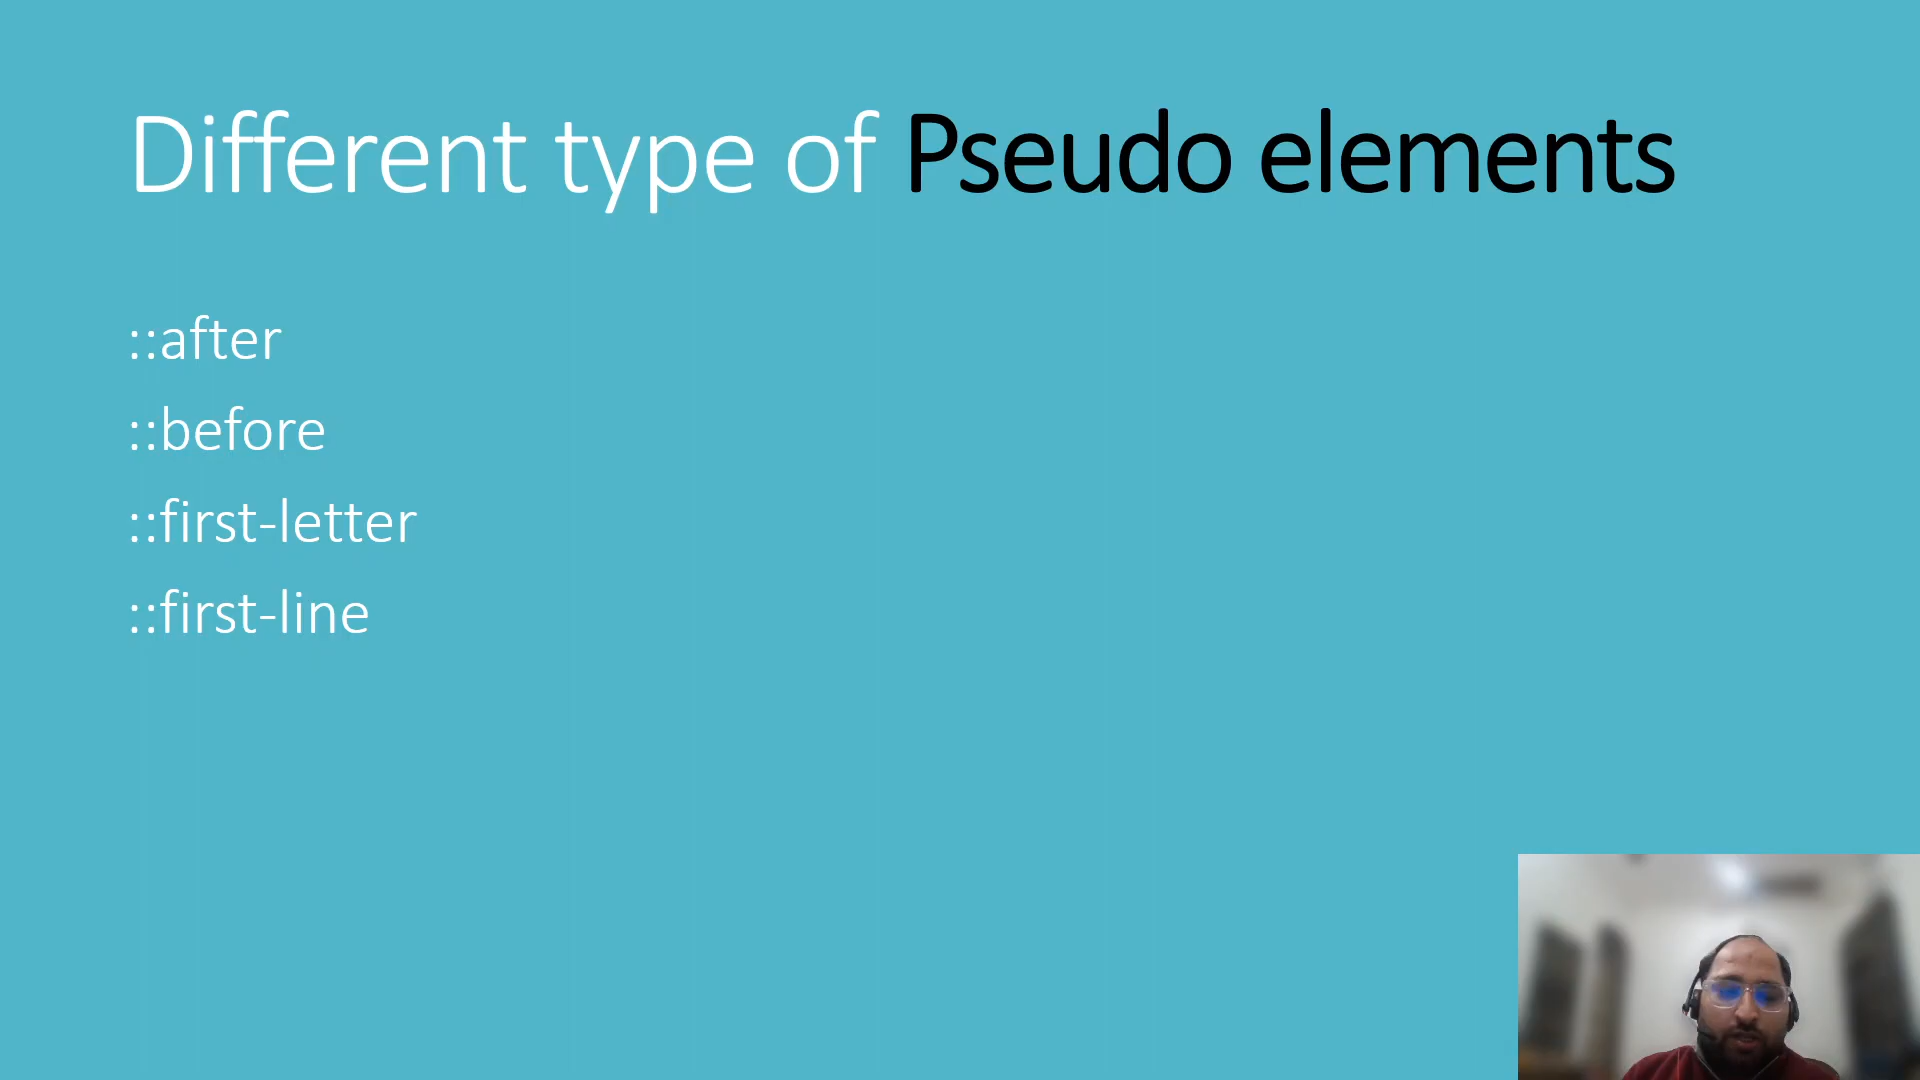 Different type of Pseudo elements
::after
::before
::first-letter
::first-line